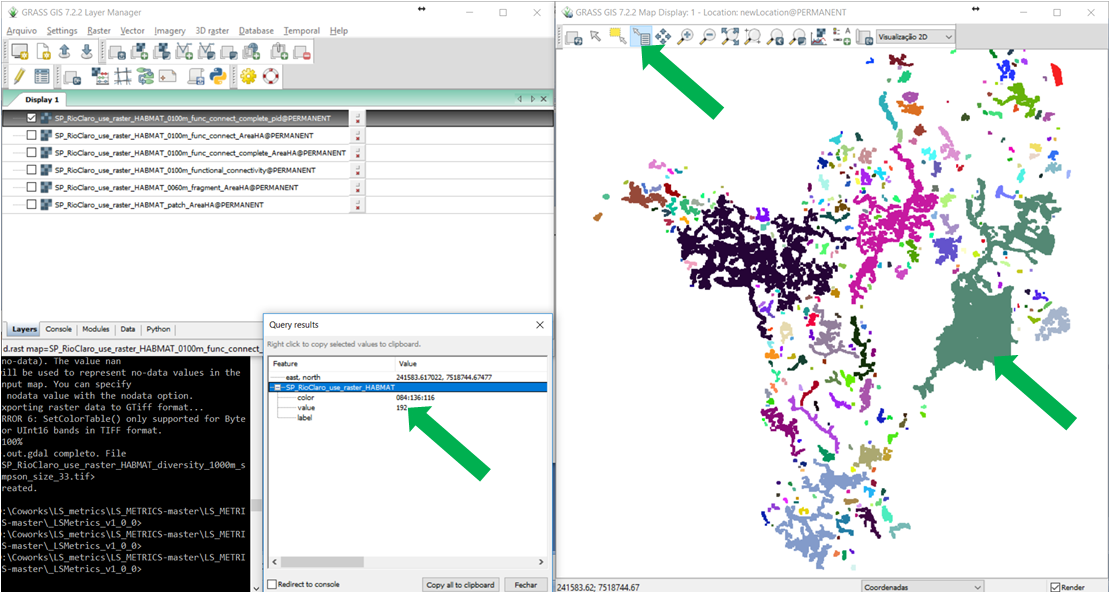 GRASS GIS 7.2.2 Layer Manager
Arquivo Settings Raster Vector Imagery 3D raster Database Temporal Help
Display 1
SP_RioClaro_use_raster_HABMAT_0100m_func_connect_complete_pid@PERMANENT
SP_RioClaro_use_raster_HABMAT_0100m_func_connect_AreaHA@PERMANENT
SP_RioClaro_use_raster_HABMAT_0100m_func_connect_complete_AreaHA@PERMANENT
SP_RioClaro_use_raster_HABMAT_0100m_functional_connectivity@PERMANENT
SP_RioClaro_use_raster_HABMAT_0060m_fragment_AreaHA@PERMANENT
SP_RioClaro_use_raster_HABMAT_patch_AreaHA@PERMANENT
Layers Console Modules Data Python
d.rast map=SP_RioClaro_use_raster_HABMAT_0100m_func_connect_
no-data). The value nan
ill be used to represent no-data values in the
nput map. You can specify
nodata value with the nodata option.
xporting raster data to GTiff format...
RROR 6: SetColorTable() only supported for Byte
or UInt16 bands in TIFF format.
100%
.out.gdal completo. File
SP_RioClaro_use_raster_HABMAT_diversity_1000m_s
mpson_size_33.tif>
reated.
:\Coworks\LS_metrics\LS_METRICS-master\LS_METRI
S-master\_LSMetrics_v1_0_0>
:\Coworks\LS_metrics\LS_METRICS-master\LS_METRI
S-master\_LSMetrics_v1_0_0>
:\Coworks\LS_metrics\LS_METRICS-master\LS_METRI
S-master\_LSMetrics_v1_0_0>
Query results
Right click to copy selected values to clipboard.
Feature Value
east, north 241583.617022, 7518744.67477
SP_RioClaro_use_raster_HABMAT
color 084:136:116
value 192
label
Redirect to console
Copy all to clipboard
Fechar
GRASS GIS 7.2.2 Map Display: 1 - Location: newLocation@PERMANENT
Visualização 2D
241583.62; 7518744.67
Coordenadas
Render